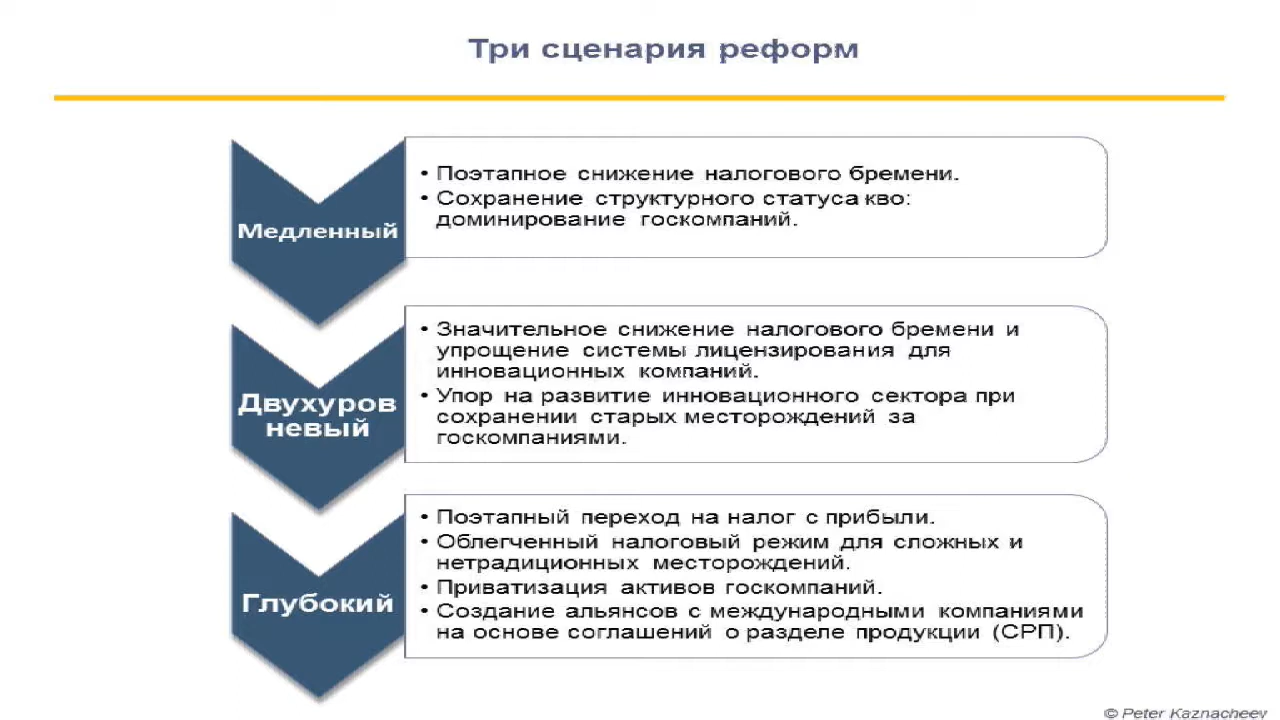 Три сценария реформ
Медленный
• Поэтапное снижение налогового бремени.
• Сохранение структурного статуса кво:
доминирование госкомпаний.
Двухуров
невый
• Значительное снижение налогового бремени и
упрощение системы лицензирования для
инновационных компаний.
• Упор на развитие инновационного сектора при
сохранении старых месторождений за
госкомпаниями.
Глубокий
• Поэтапный переход на налог с прибыли.
• Облегченный налоговый режим для сложных и
нетрадиционных месторождений.
• Приватизация активов госкомпаний.
• Создание альянсов с международными компаниями
на основе соглашений о разделе продукции (СРП).
© Peter Kaznacheev